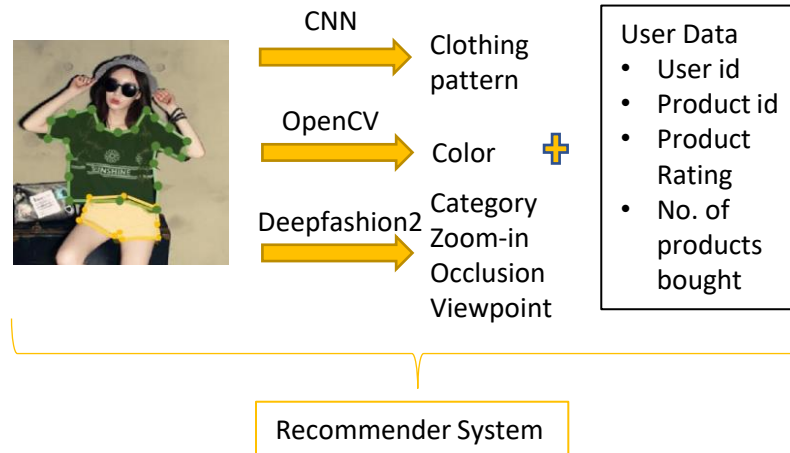 CNN
Clothing
pattern
OpenCV
Color
Deepfashion2
Category
Zoom-in
Occlusion
Viewpoint
User Data
• User id
• Product id
• Product
Rating
• No. of
products
bought
SUNSHINE
Recommender System